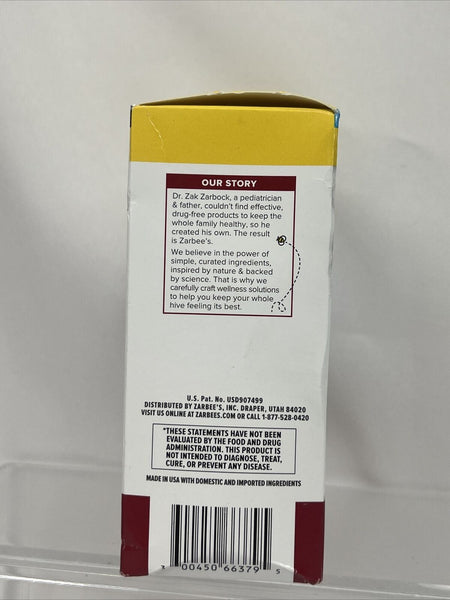 OUR STORY
Dr. Zak Zarbock, a pediatrician
& father, couldn't find effective,
drug-free products to keep the
whole family healthy, so he
created his own. The result
is Zarbee's.
We believe in the power of
simple, curated ingredients,
inspired by nature & backed
by science. That is why we
carefully craft wellness solutions
to help you keep your whole
hive feeling its best.
U.S. Pat. No. USD907499
DISTRIBUTED BY ZARBEE'S, INC. DRAPER, UTAH 84020
VISIT US ONLINE AT ZARBEES.COM OR CALL 1-877-528-0420
*THESE STATEMENTS HAVE NOT BEEN
EVALUATED BY THE FOOD AND DRUG
ADMINISTRATION. THIS PRODUCT IS
NOT INTENDED TO DIAGNOSE, TREAT,
CURE, OR PREVENT ANY DISEASE.
MADE IN USA WITH DOMESTIC AND IMPORTED INGREDIENTS
3 00450 66379 5